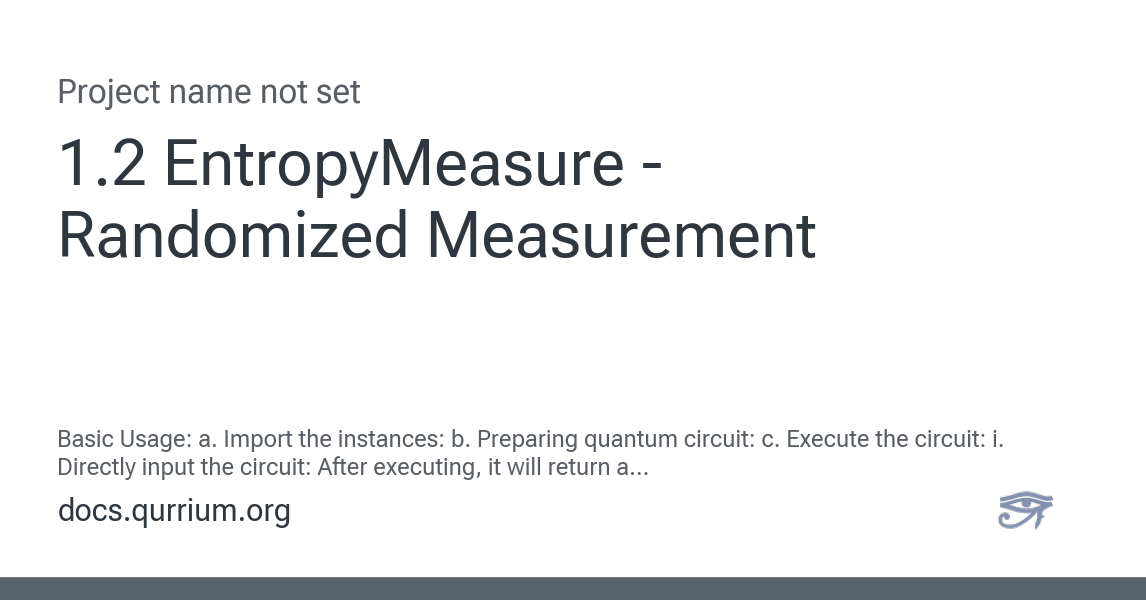 Project name not set
1.2 EntropyMeasure -
Randomized Measurement
Basic Usage: a. Import the instances: b. Preparing quantum circuit: c. Execute the circuit: i.
Directly input the circuit: After executing, it will return a...
docs.qurrium.org